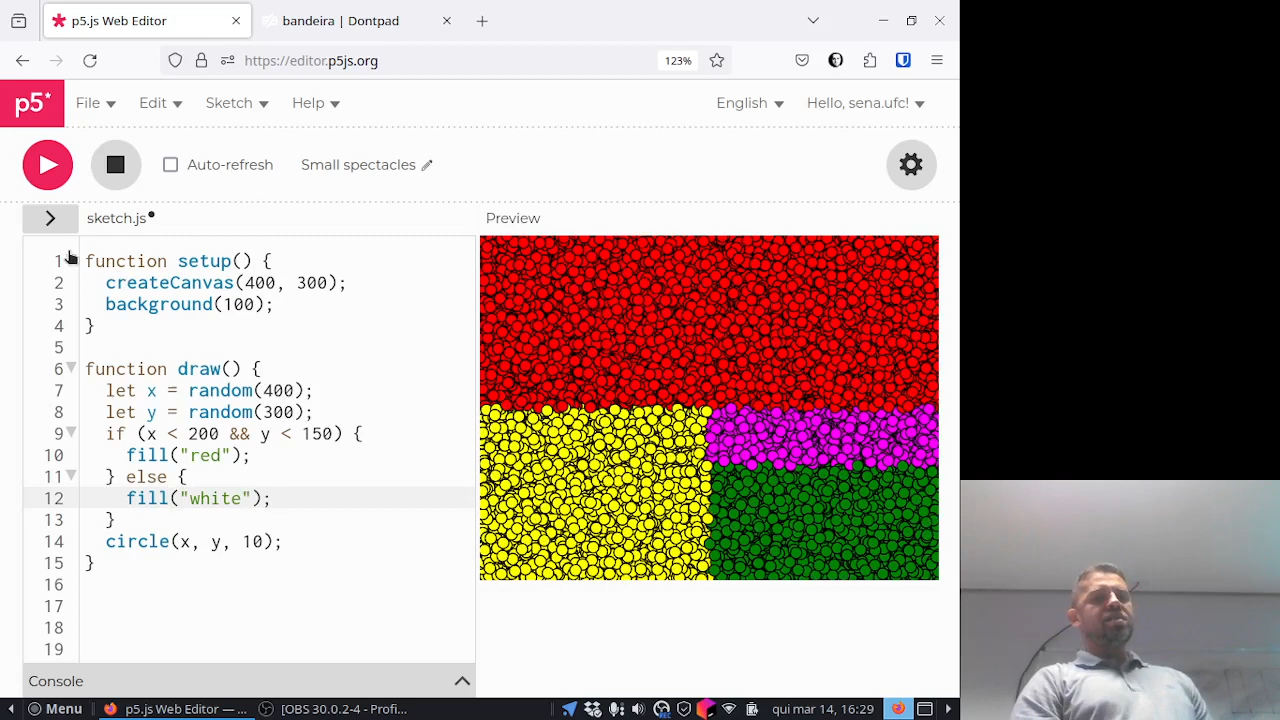 p5.js Web Editor
bandeira | Dontpad
https://editor.p5js.org
123%
p5*
File
Edit
Sketch
Help
English
Hello, sena.ufc!
Auto-refresh
Small spectacles
sketch.js
Preview
1 function setup() {
2 createCanvas(400, 300);
3 background(100);
4 }
5
6 function draw() {
7 let x = random(400);
8 let y = random(300);
9 if (x < 200 && y < 150) {
10 fill("red");
11 } else {
12 fill("white");
13 }
14 circle(x, y, 10);
15 }
16
17
18
19
Console
Menu
p5.js Web Editor — ...
[OBS 30.0.2-4 - Profi...
REC
qui mar 14, 16:29